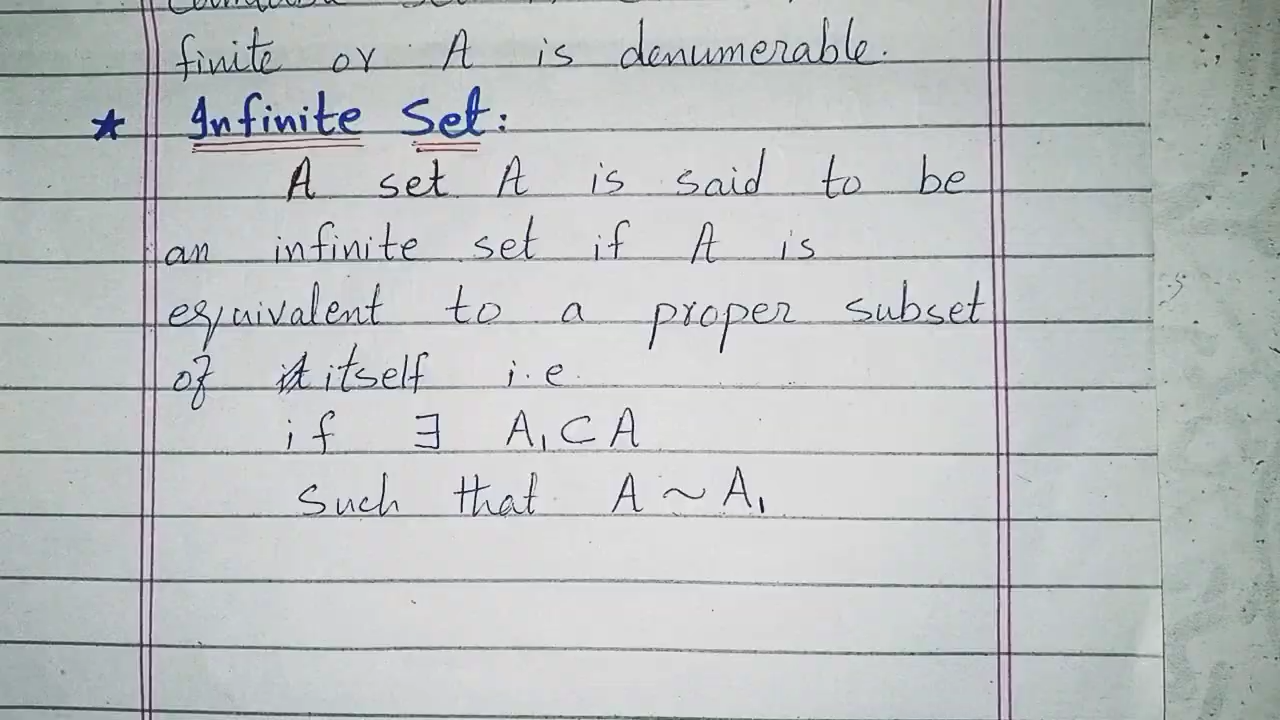 finite or A is denumerable.
* Infinite Set:
A set A is said to be
an infinite set if A is
equivalent to a proper subset
of itself i.e
if ∃ A₁⊂A
Such that A ~ A₁